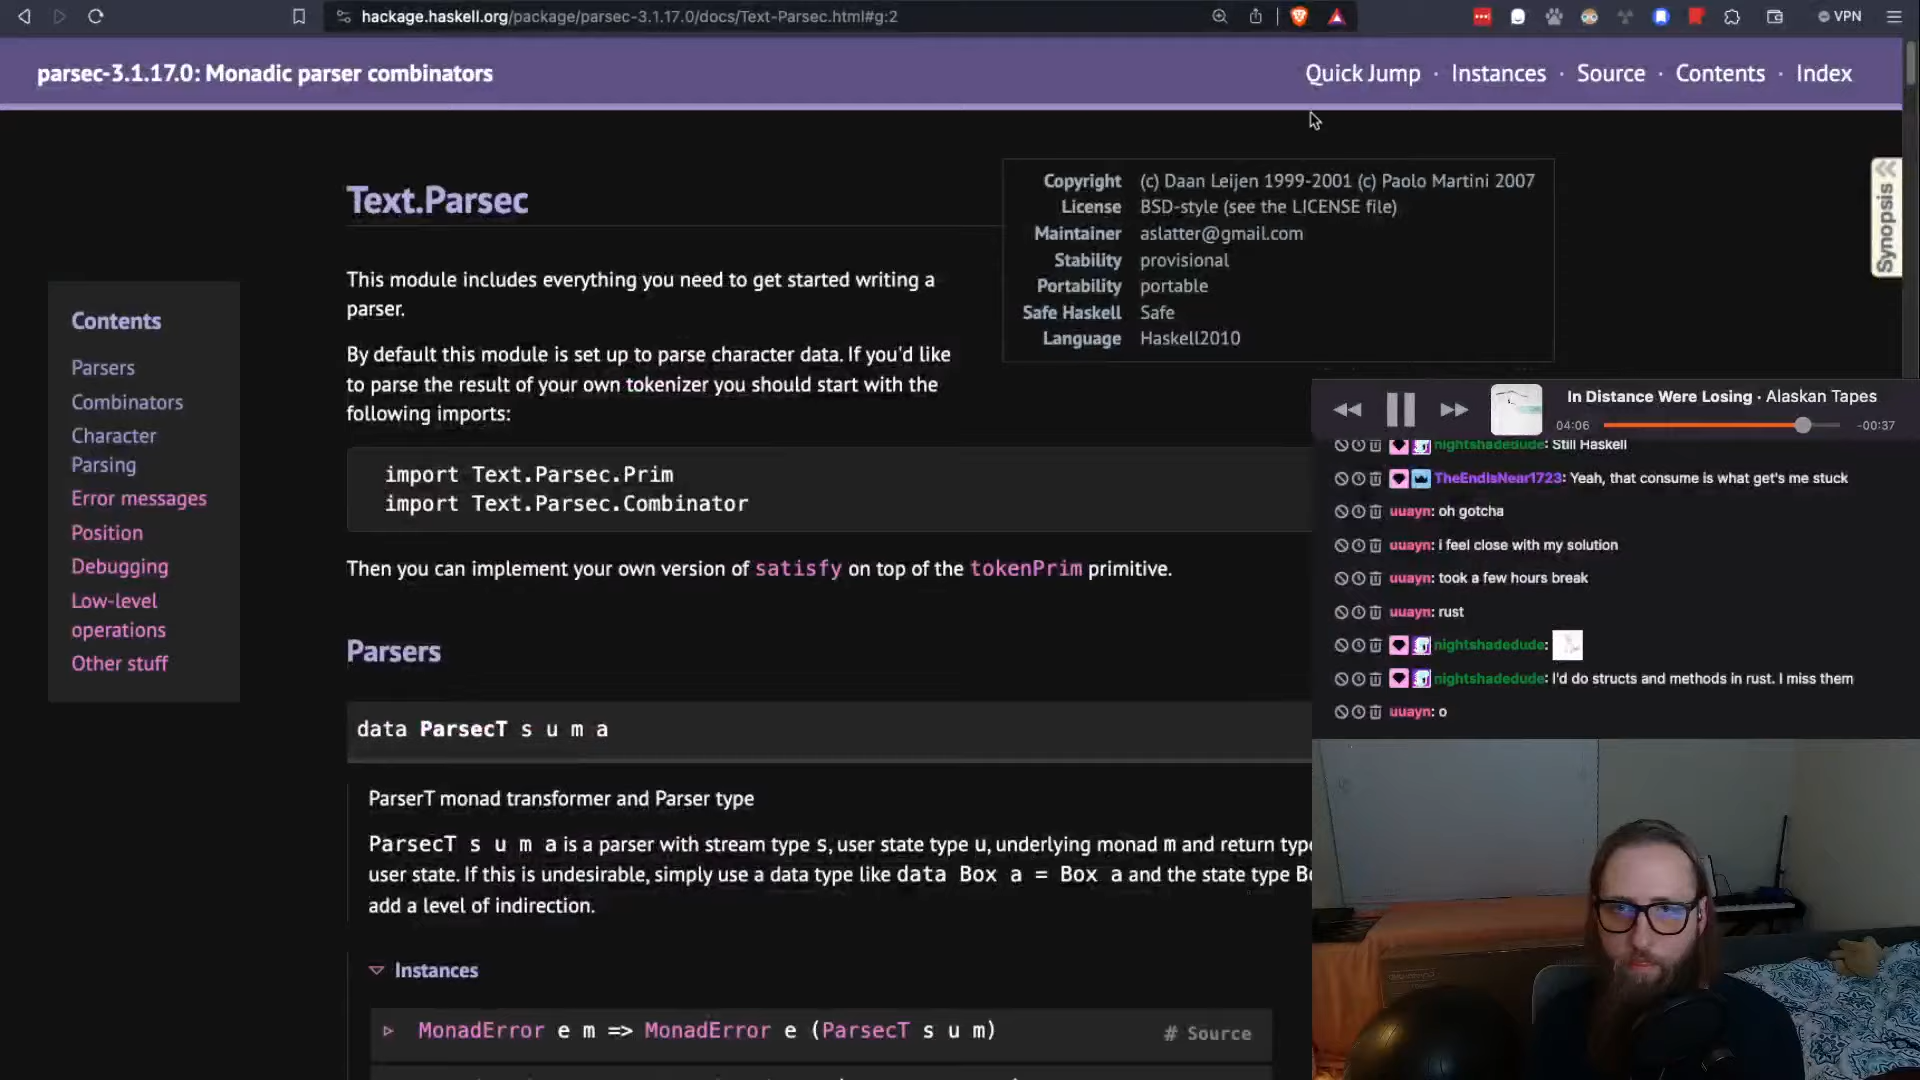 hackage.haskell.org/package/parsec-3.1.17.0/docs/Text-Parsec.html#g:2
VPN
parsec-3.1.17.0: Monadic parser combinators
Quick Jump · Instances · Source · Contents · Index
Text.Parsec
Copyright (c) Daan Leijen 1999-2001 (c) Paolo Martini 2007
License BSD-style (see the LICENSE file)
Maintainer aslatter@gmail.com
Stability provisional
Portability portable
Safe Haskell Safe
Language Haskell2010
Synopsis
Contents
Parsers
Combinators
Character
Parsing
Error messages
Position
Debugging
Low-level
operations
Other stuff
This module includes everything you need to get started writing a
parser.
By default this module is set up to parse character data. If you'd like
to parse the result of your own tokenizer you should start with the
following imports:
import Text.Parsec.Prim
import Text.Parsec.Combinator
Then you can implement your own version of satisfy on top of the tokenPrim primitive.
Parsers
data ParsecT s u m a
ParserT monad transformer and Parser type
ParsecT s u m a is a parser with stream type s, user state type u, underlying monad m and return type
user state. If this is undesirable, simply use a data type like data Box a = Box a and the state type Bo
add a level of indirection.
Instances
MonadError e m => MonadError e (ParsecT s u m)
# Source
In Distance Were Losing · Alaskan Tapes
04:06
-00:37
nightshadedude: Still Haskell
TheEndIsNear1723: Yeah, that consume is what get's me stuck
uuayn: oh gotcha
uuayn: i feel close with my solution
uuayn: took a few hours break
uuayn: rust
nightshadedude:
nightshadedude: I'd do structs and methods in rust. I miss them
uuayn: o